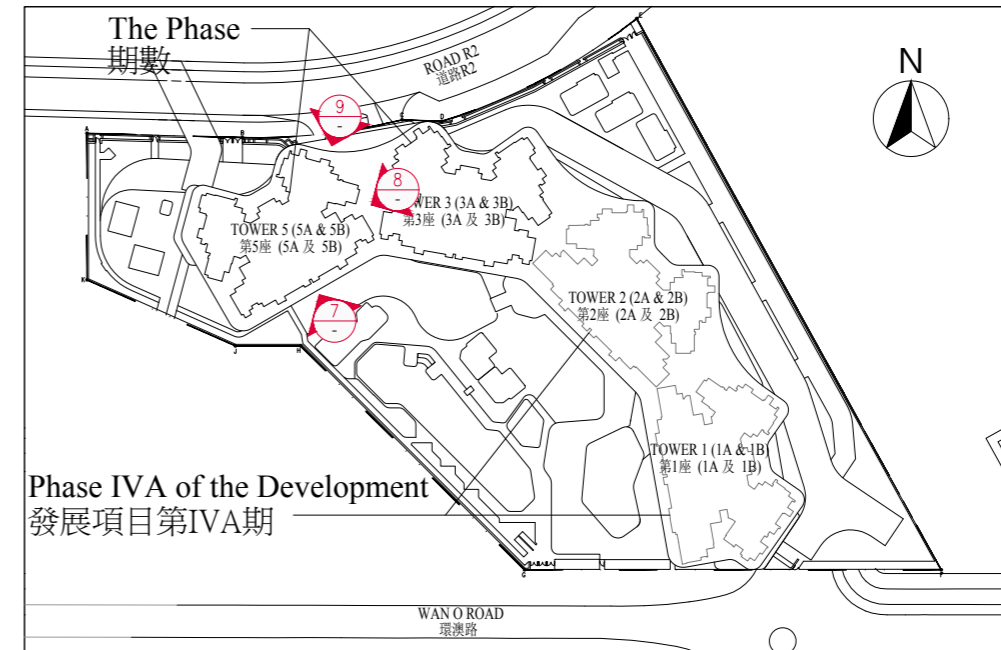 The Phase
期數
ROAD R2
道路R2
N
9
-
A
B
C
D
E
8
-
TOWER 3 (3A & 3B)
第3座 (3A 及 3B)
TOWER 5 (5A & 5B)
第5座 (5A 及 5B)
K
TOWER 2 (2A & 2B)
第2座 (2A 及 2B)
7
-
J
H
TOWER 1 (1A & 1B)
第1座 (1A 及 1B)
Phase IVA of the Development
發展項目第IVA期
G
F
WAN O ROAD
環澳路